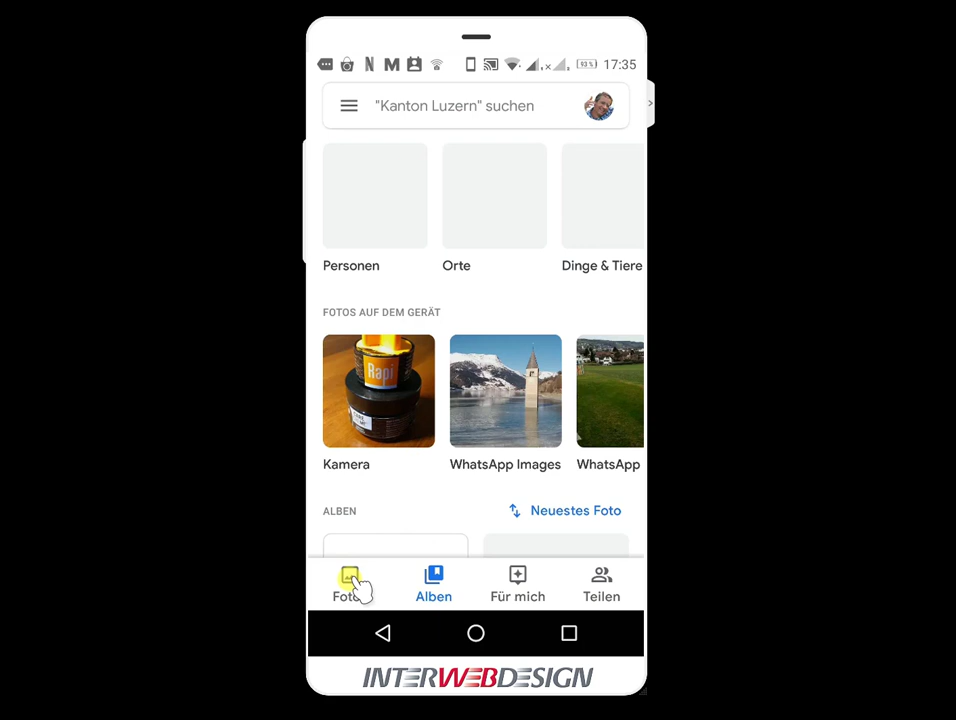 93 %
17:35
"Kanton Luzern" suchen
Personen
Orte
Dinge & Tiere
FOTOS AUF DEM GERÄT
Rapi
Kamera
WhatsApp Images
WhatsApp
ALBEN
Neuestes Foto
Alben
Für mich
Teilen
INTERWEBDESIGN